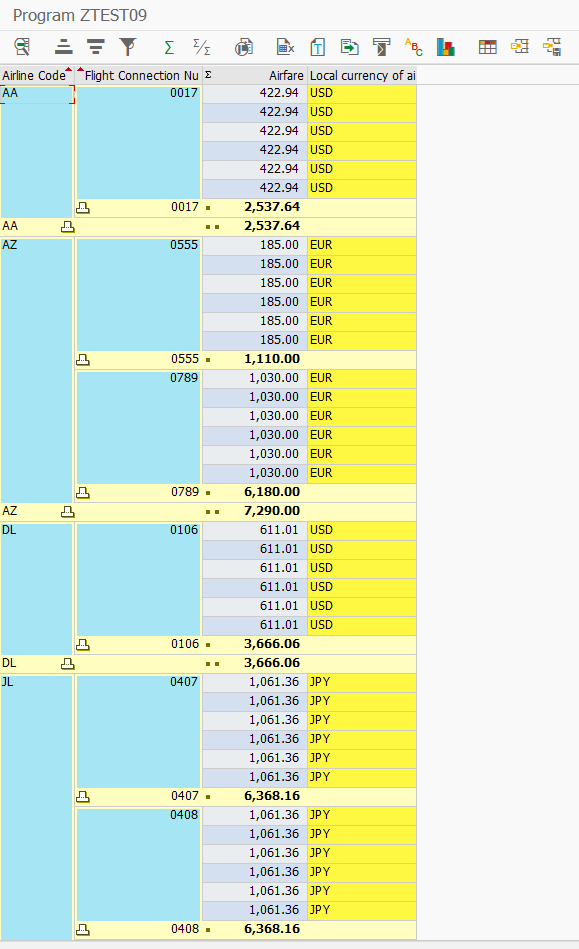 Program ZTEST09
Airline Code Flight Connection Nu Σ Airfare Local currency of ai
AA 0017 422.94 USD
422.94 USD
422.94 USD
422.94 USD
422.94 USD
422.94 USD
0017 2,537.64
AA 2,537.64
AZ 0555 185.00 EUR
185.00 EUR
185.00 EUR
185.00 EUR
185.00 EUR
185.00 EUR
0555 1,110.00
0789 1,030.00 EUR
1,030.00 EUR
1,030.00 EUR
1,030.00 EUR
1,030.00 EUR
1,030.00 EUR
0789 6,180.00
AZ 7,290.00
DL 0106 611.01 USD
611.01 USD
611.01 USD
611.01 USD
611.01 USD
611.01 USD
0106 3,666.06
DL 3,666.06
JL 0407 1,061.36 JPY
1,061.36 JPY
1,061.36 JPY
1,061.36 JPY
1,061.36 JPY
1,061.36 JPY
0407 6,368.16
0408 1,061.36 JPY
1,061.36 JPY
1,061.36 JPY
1,061.36 JPY
1,061.36 JPY
1,061.36 JPY
0408 6,368.16